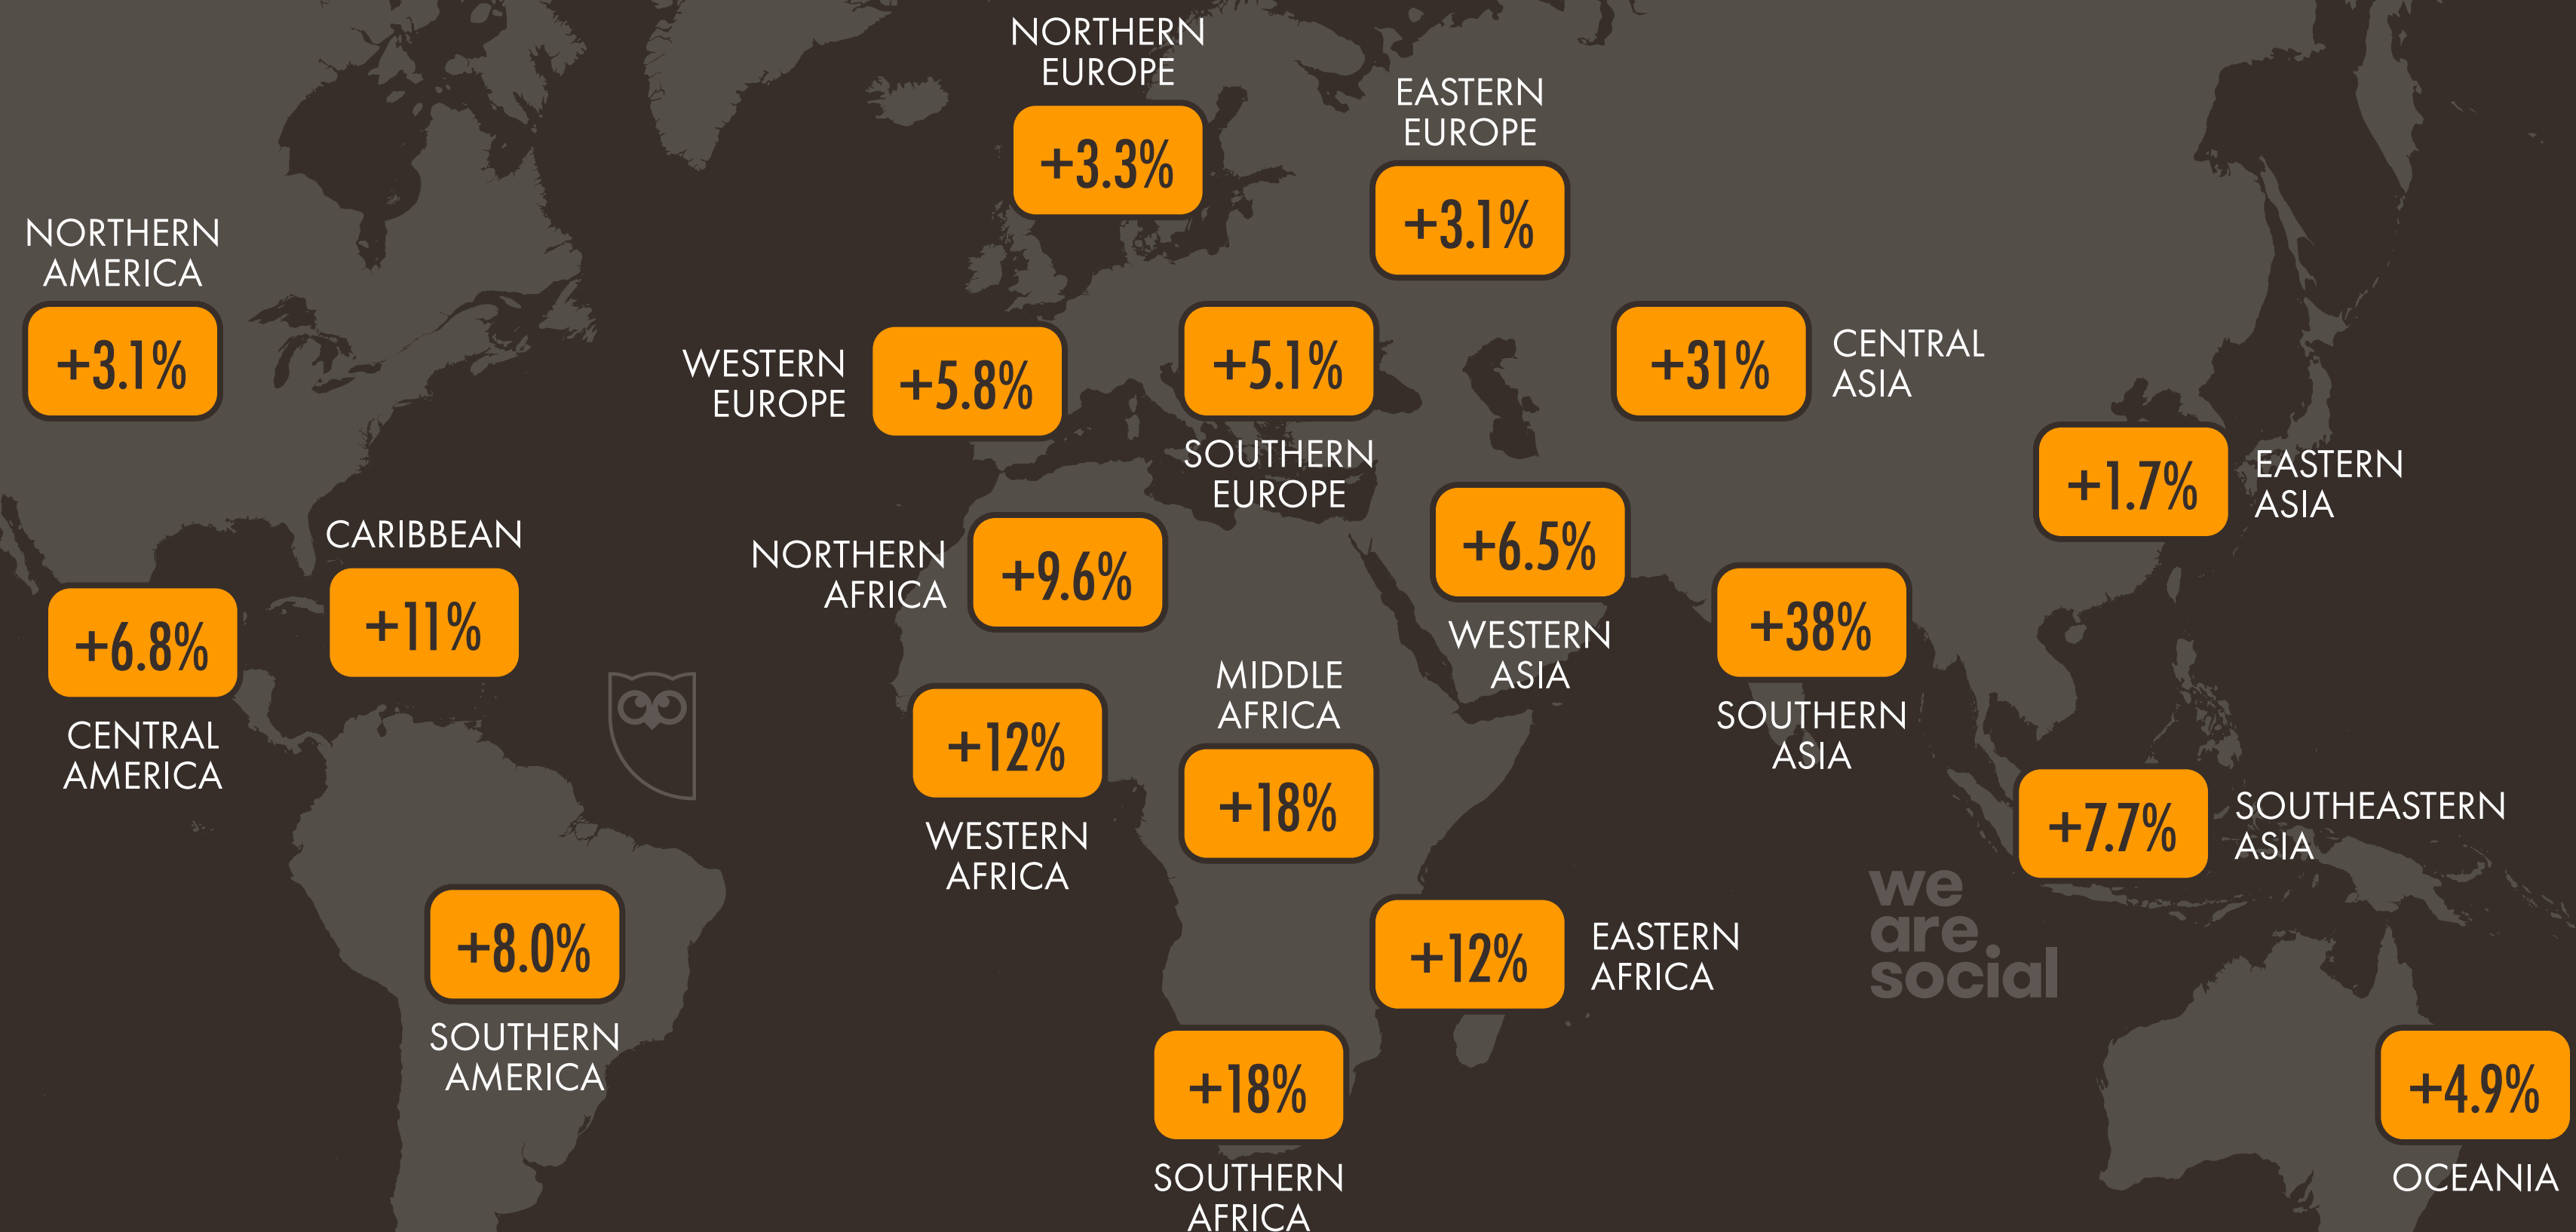 NORTHERN
EUROPE
+3.3%
EASTERN
EUROPE
+3.1%
NORTHERN
AMERICA
+3.1%
WESTERN
EUROPE
+5.8%
+5.1%
SOUTHERN
EUROPE
+31%
CENTRAL
ASIA
+1.7%
EASTERN
ASIA
CARIBBEAN
+11%
+6.8%
CENTRAL
AMERICA
NORTHERN
AFRICA
+9.6%
+6.5%
WESTERN
ASIA
+38%
SOUTHERN
ASIA
+12%
WESTERN
AFRICA
MIDDLE
AFRICA
+18%
+7.7%
SOUTHEASTERN
ASIA
+8.0%
SOUTHERN
AMERICA
+12%
EASTERN
AFRICA
we
are
social
+18%
SOUTHERN
AFRICA
+4.9%
OCEANIA